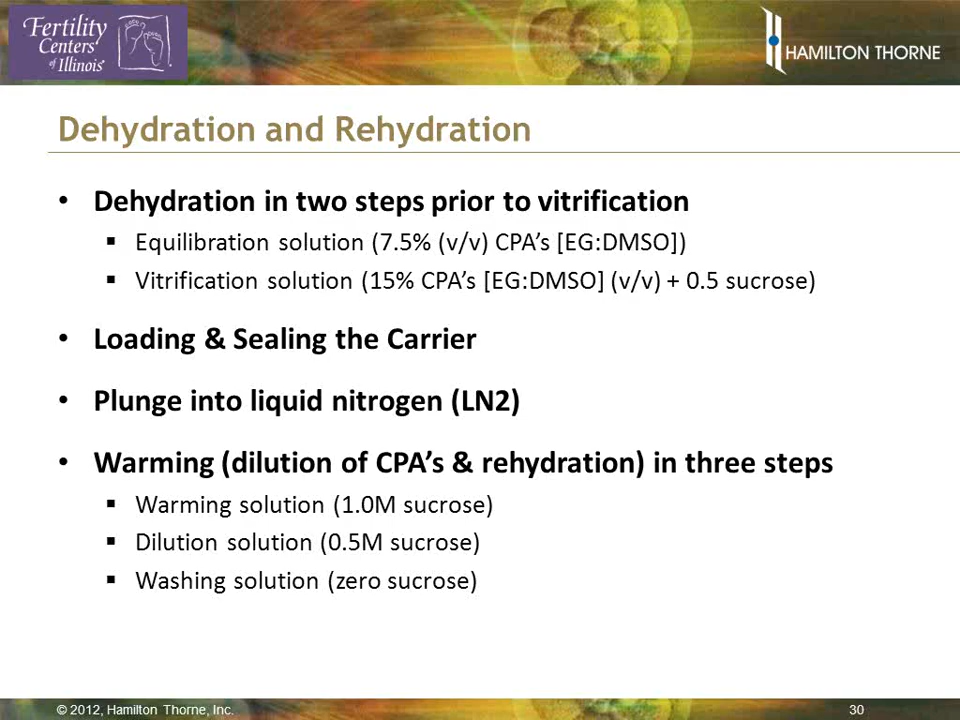 Fertility
Centers
of Illinois
HAMILTON THORNE
Dehydration and Rehydration
• Dehydration in two steps prior to vitrification
▪ Equilibration solution (7.5% (v/v) CPA’s [EG:DMSO])
▪ Vitrification solution (15% CPA’s [EG:DMSO] (v/v) + 0.5 sucrose)
• Loading & Sealing the Carrier
• Plunge into liquid nitrogen (LN2)
• Warming (dilution of CPA’s & rehydration) in three steps
▪ Warming solution (1.0M sucrose)
▪ Dilution solution (0.5M sucrose)
▪ Washing solution (zero sucrose)
© 2012, Hamilton Thorne, Inc.
30